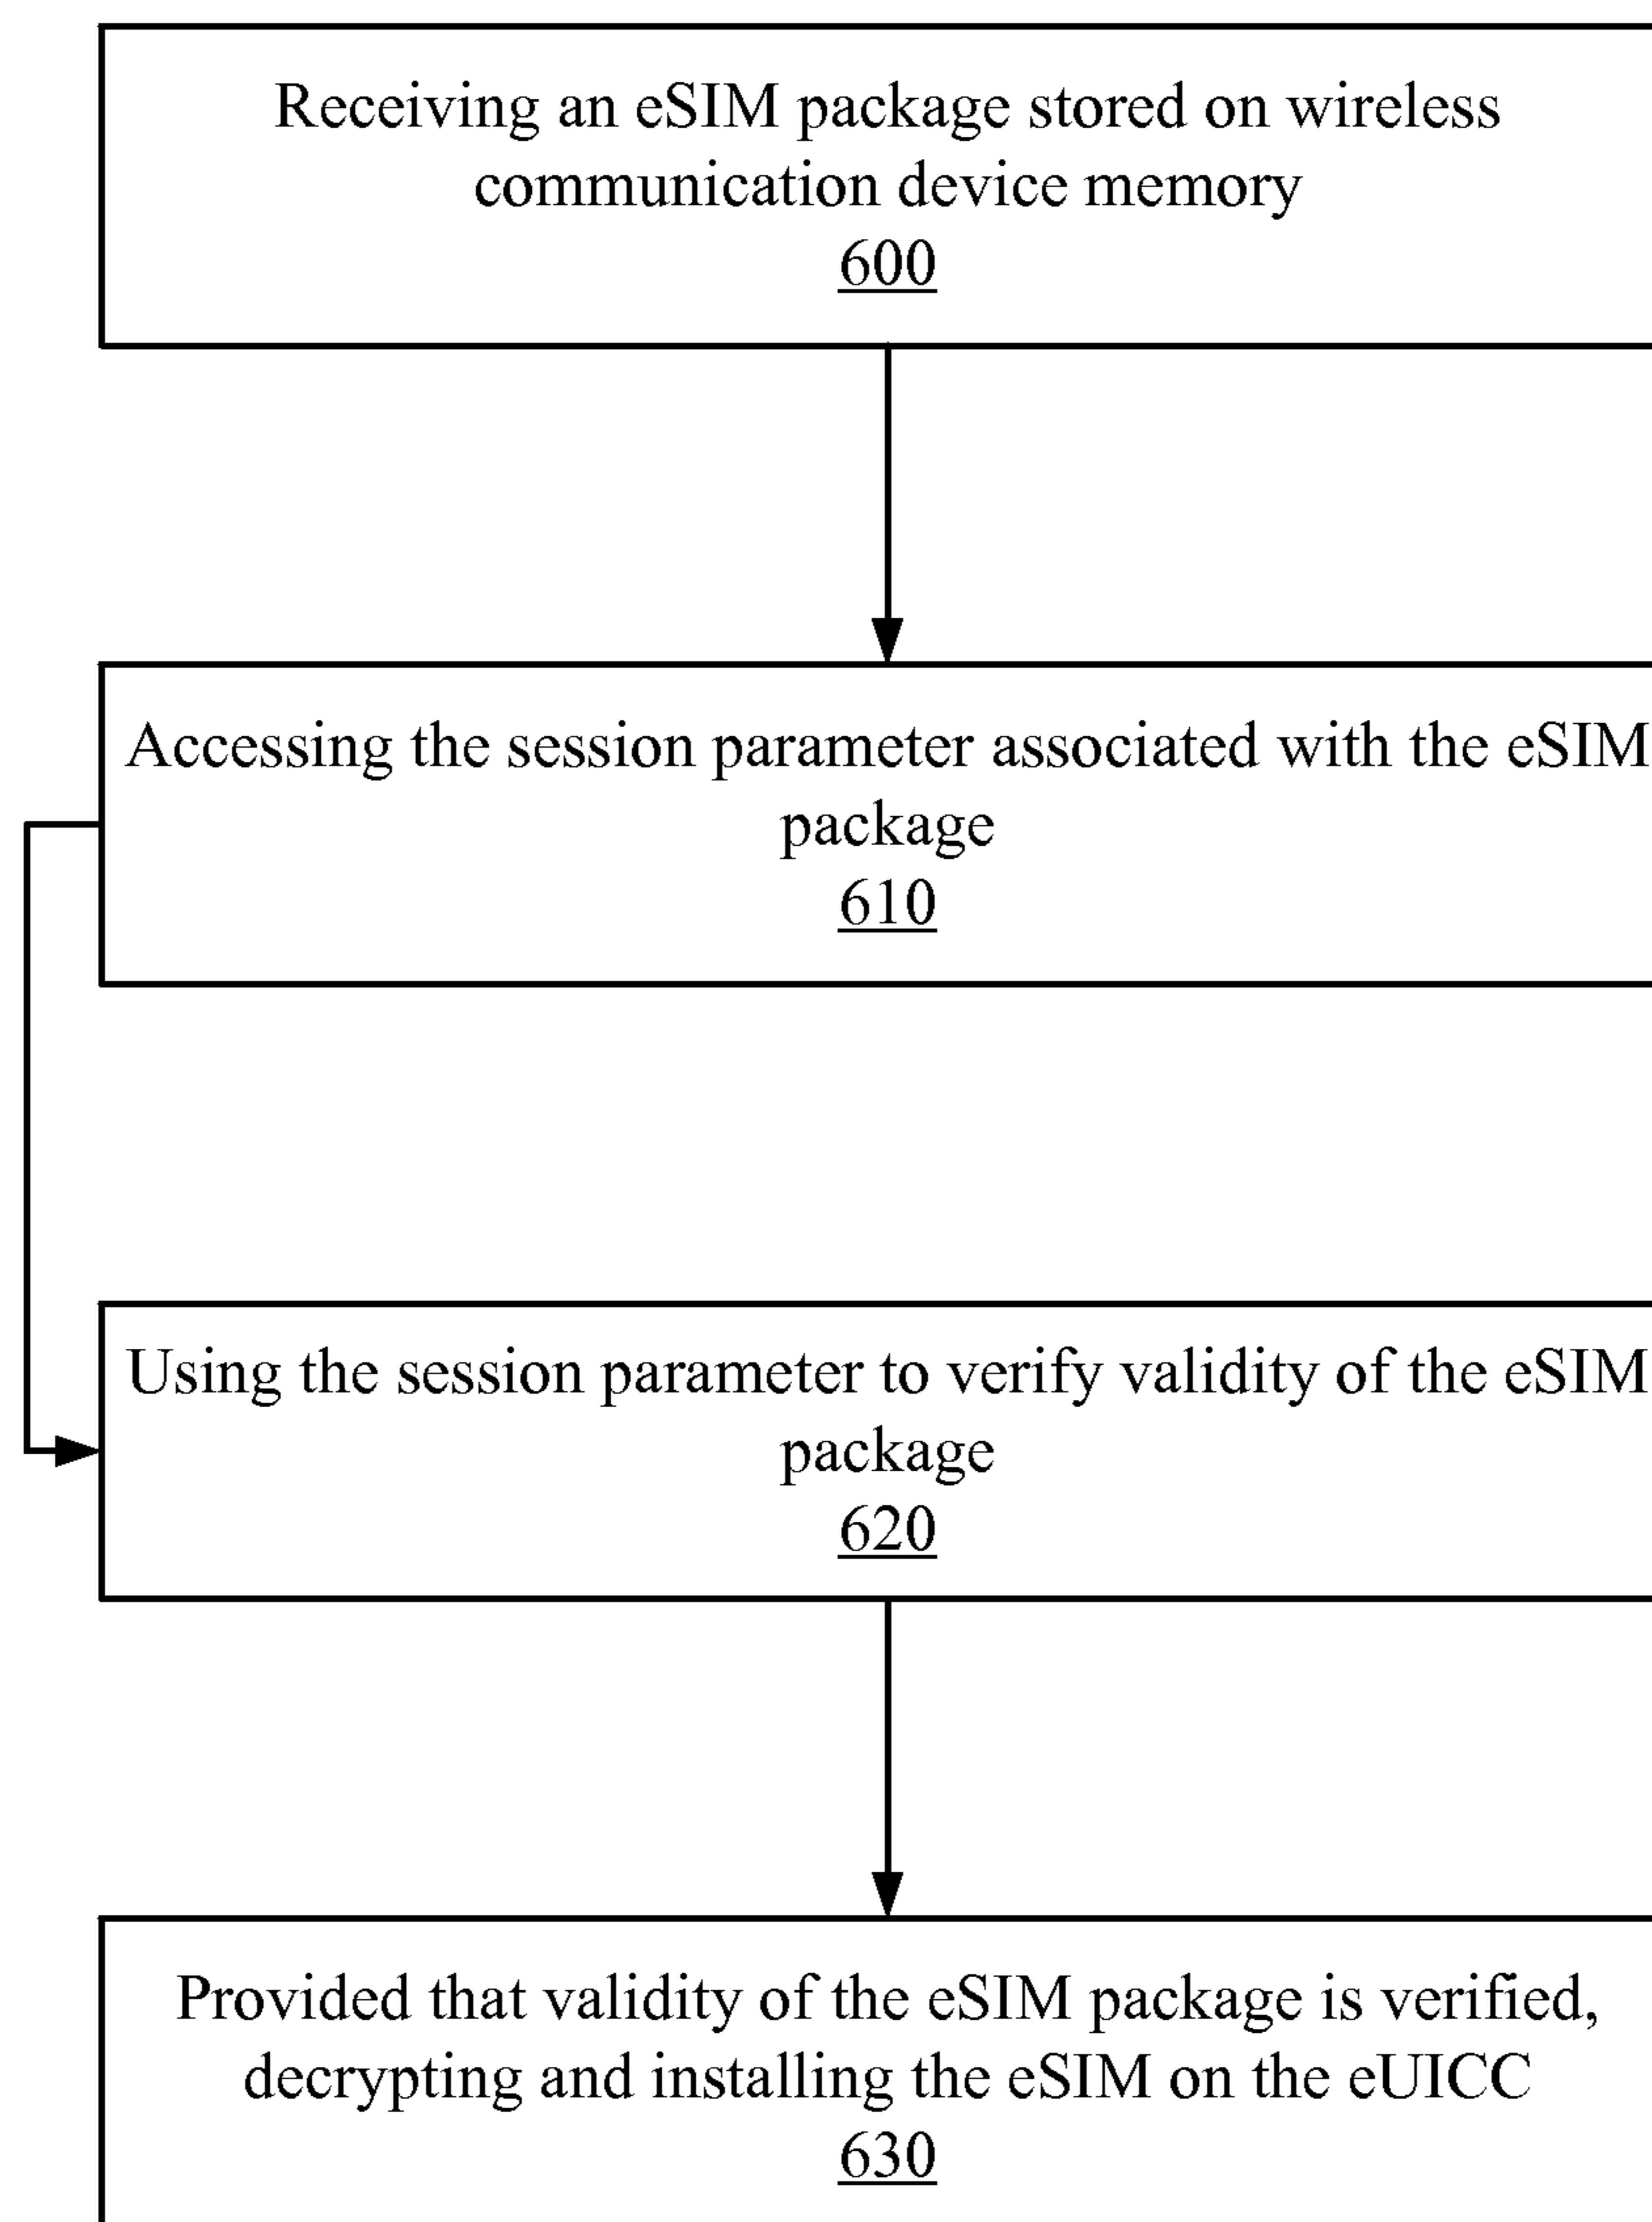 Receiving an eSIM package stored on wireless
communication device memory
600
Accessing the session parameter associated with the eSIM
package
610
Using the session parameter to verify validity of the eSIM
package
620
Provided that validity of the eSIM package is verified,
decrypting and installing the eSIM on the eUICC
630